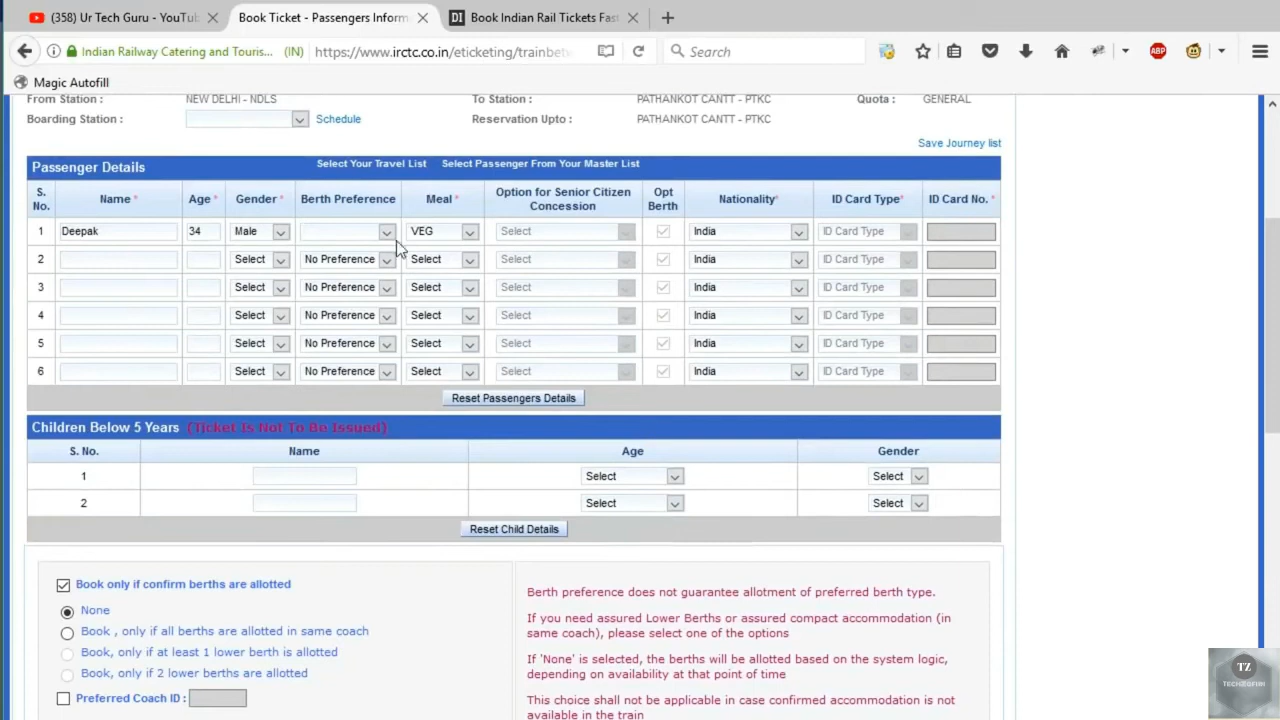 (358) Ur Tech Guru - YouTub
Book Ticket - Passengers Inform
Book Indian Rail Tickets Fast
Indian Railway Catering and Touris... (IN)
https://www.irctc.co.in/eticketing/trainbetw
Search
ABP
Magic Autofill
From Station : NEW DELHI - NDLS To Station : PATHANKOT CANTT - PTKC Quota : GENERAL
Boarding Station : Schedule Reservation Upto : PATHANKOT CANTT - PTKC
Save Journey list
Passenger Details Select Your Travel List Select Passenger From Your Master List
S. No. Name * Age * Gender * Berth Preference Meal * Option for Senior Citizen Concession Opt Berth Nationality* ID Card Type* ID Card No. *
1 Deepak 34 Male VEG Select India ID Card Type
2 Select No Preference Select Select India ID Card Type
3 Select No Preference Select Select India ID Card Type
4 Select No Preference Select Select India ID Card Type
5 Select No Preference Select Select India ID Card Type
6 Select No Preference Select Select India ID Card Type
Reset Passengers Details
Children Below 5 Years (Ticket Is Not To Be Issued)
S. No. Name Age Gender
1 Select Select
2 Select Select
Reset Child Details
Book only if confirm berths are allotted
None
Book , only if all berths are allotted in same coach
Book, only if at least 1 lower berth is allotted
Book, only if 2 lower berths are allotted
Preferred Coach ID :
Berth preference does not guarantee allotment of preferred berth type.
If you need assured Lower Berths or assured compact accommodation (in
same coach), please select one of the options
If 'None' is selected, the berths will be allotted based on the system logic,
depending on availability at that point of time
This choice shall not be applicable in case confirmed accommodation is not
available in the train
TZ